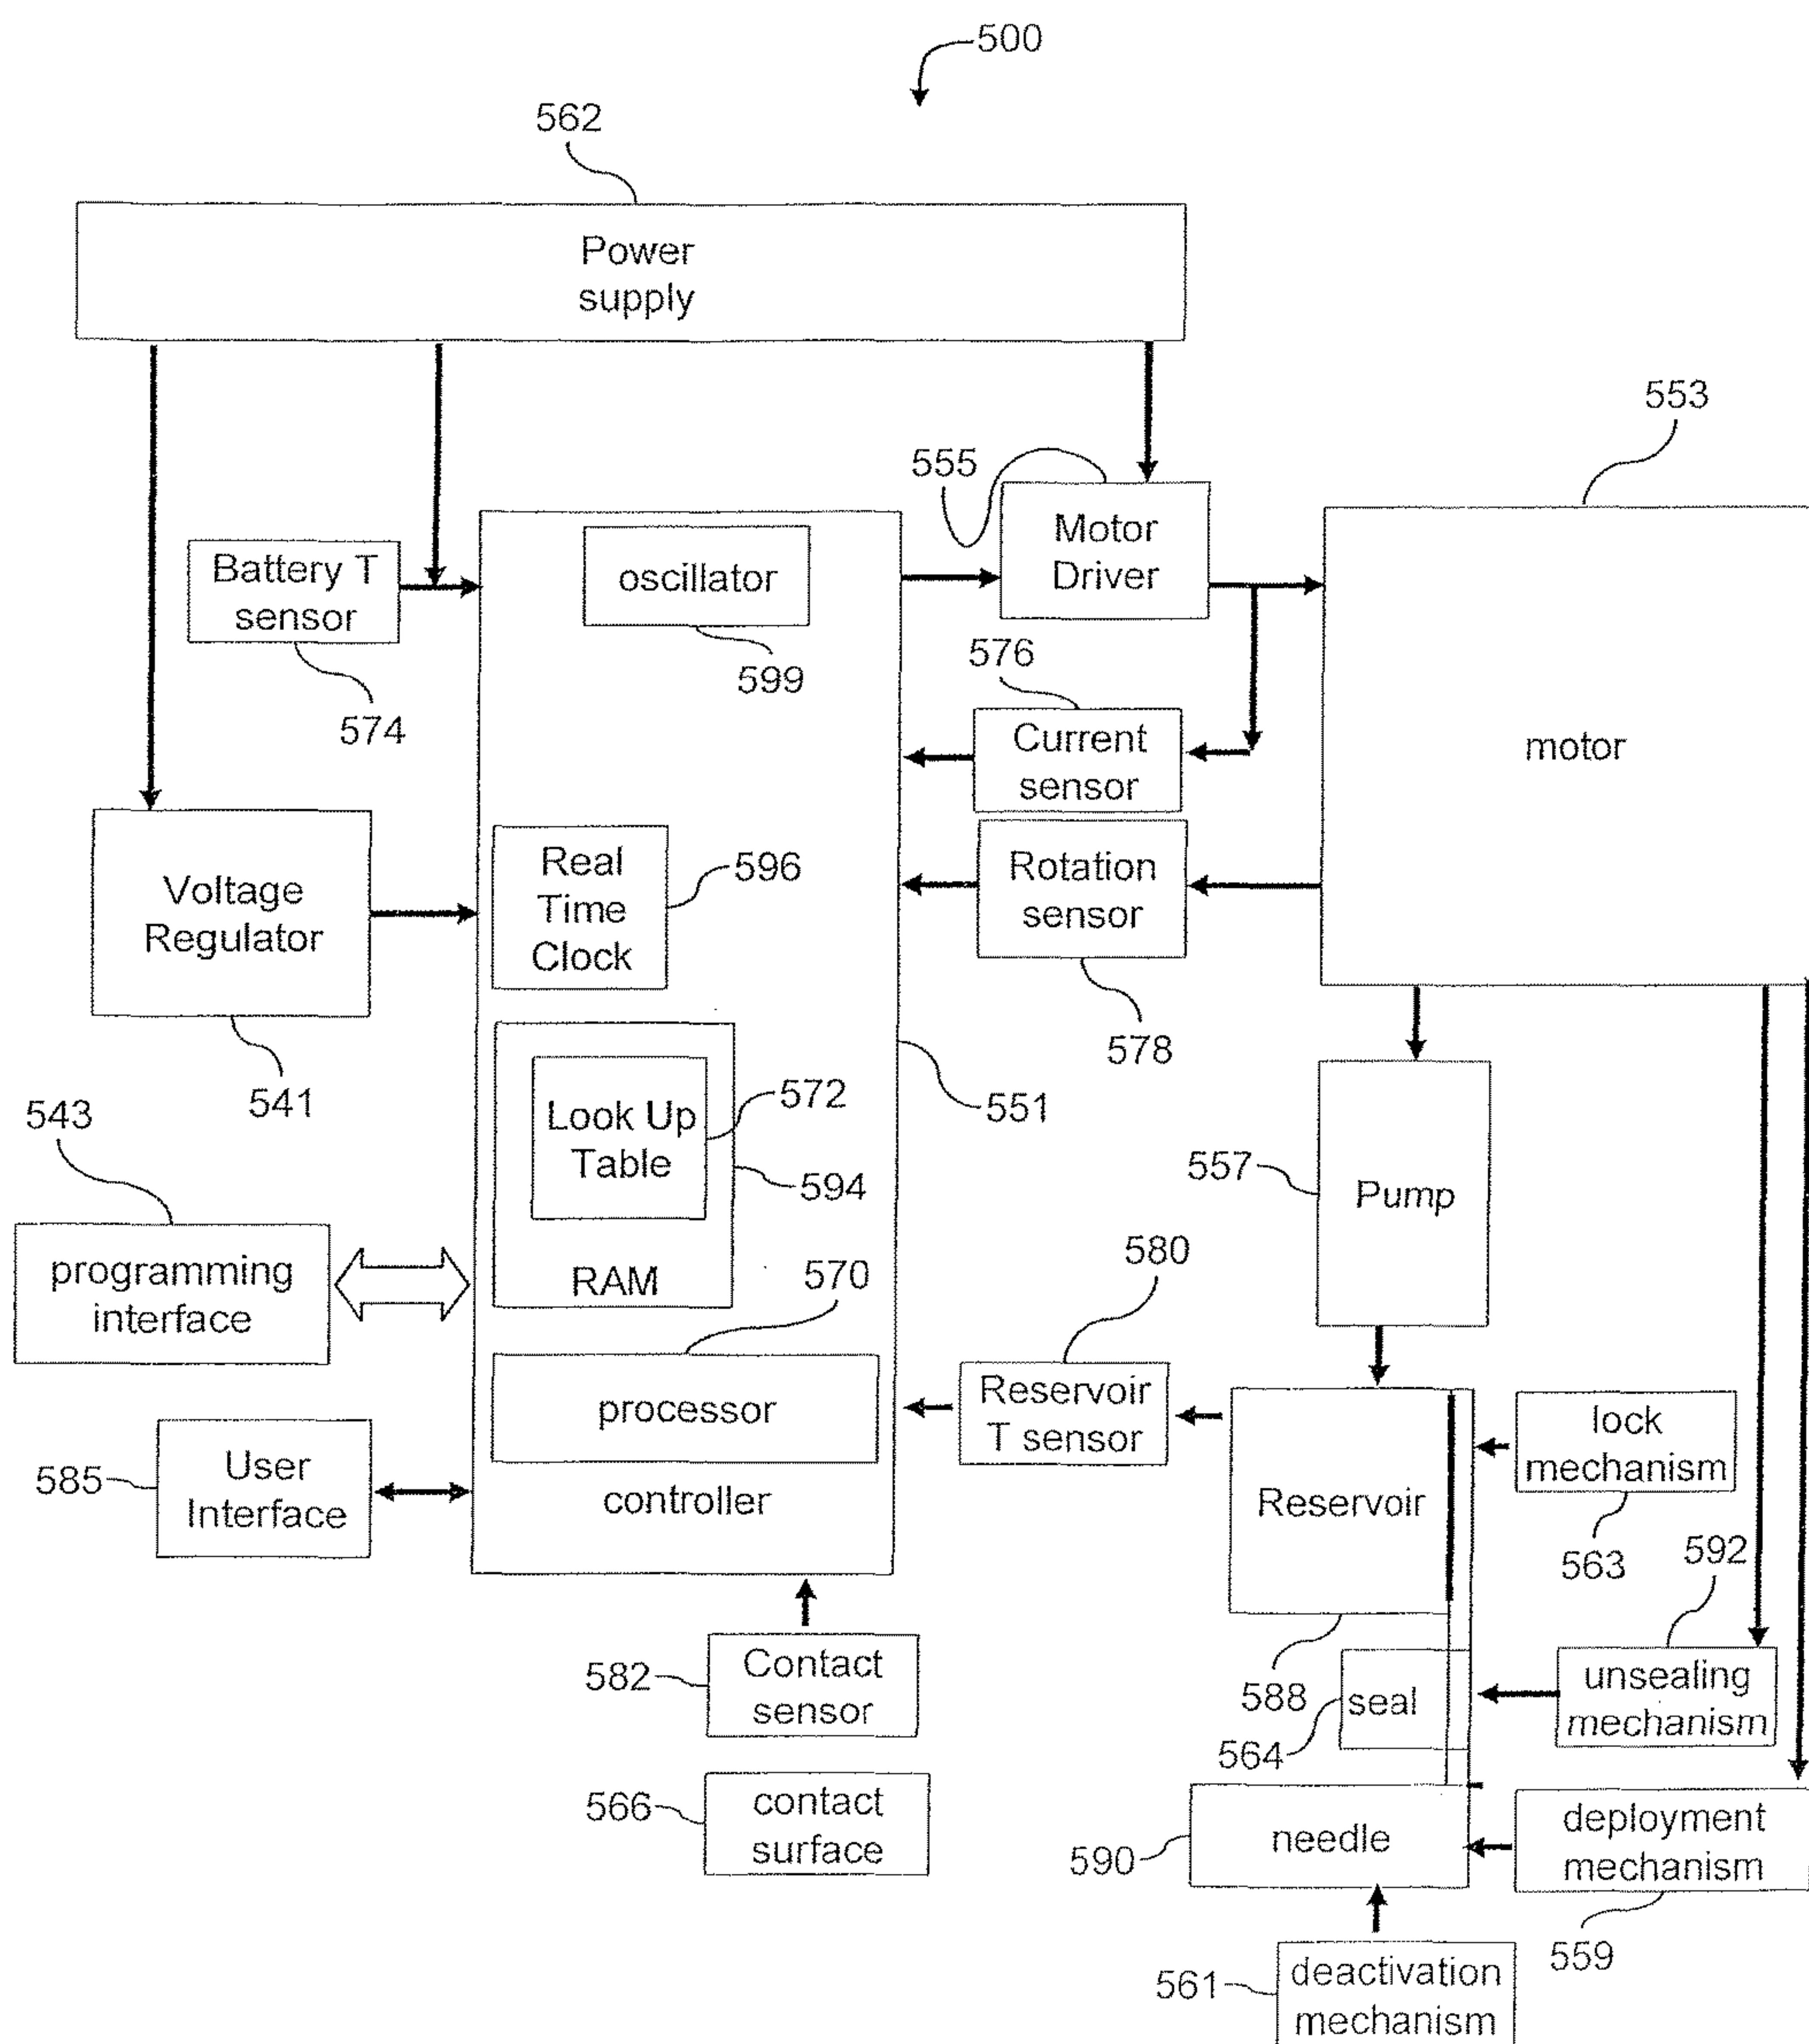 500
562
Power
supply
553
555
Motor
Driver
Battery T
sensor
574
oscillator
599
576
Current
sensor
motor
Voltage
Regulator
541
Real
Time
Clock
596
Rotation
sensor
578
551
Look Up
Table
572
594
RAM
543
programming
interface
557
Pump
570
processor
580
Reservoir
T sensor
Reservoir
588
lock
mechanism
563
585
User
Interface
controller
592
unsealing
mechanism
582
Contact
sensor
seal
564
566
contact
surface
590
needle
deployment
mechanism
559
561
deactivation
mechanism